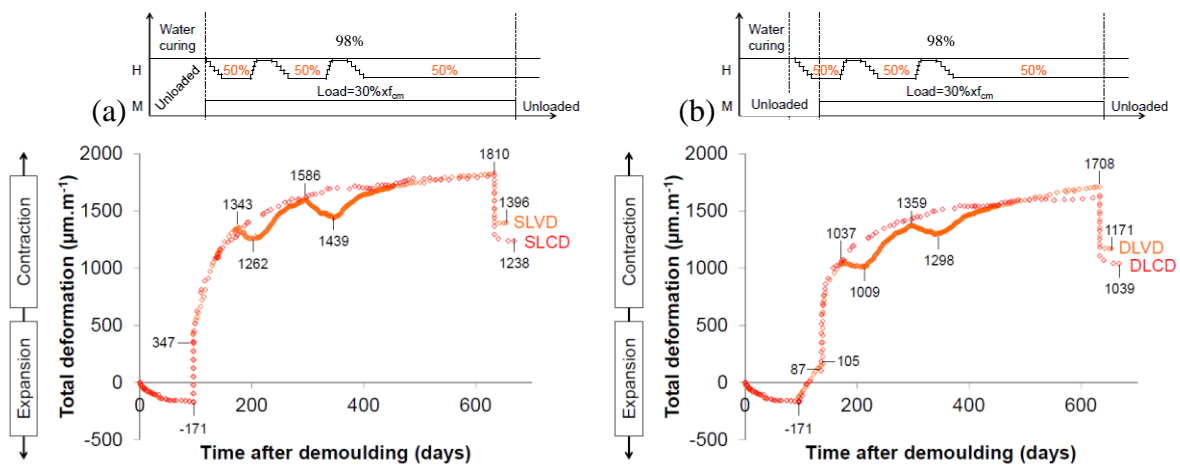 Water curing
98%
H
50% 50% 50%
Unloaded
Load=30%xfcm
M
Unloaded
(a)
Contraction
Expansion
Total deformation (µm.m-1)
2000
1500
1000
500
0
-500
0 200 400 600
Time after demoulding (days)
1810
1586
1343
1396
SLVD
1439
SLCD
1262
1238
347
-171
Water curing
98%
H
50% 50% 50%
Load=30%xfcm
M
Unloaded
Unloaded
(b)
Contraction
Expansion
Total deformation (µm.m-1)
2000
1500
1000
500
0
-500
0 200 400 600
Time after demoulding (days)
1708
1359
1037
1171
DLVD
1298
DLCD
1009
1039
87
105
-171